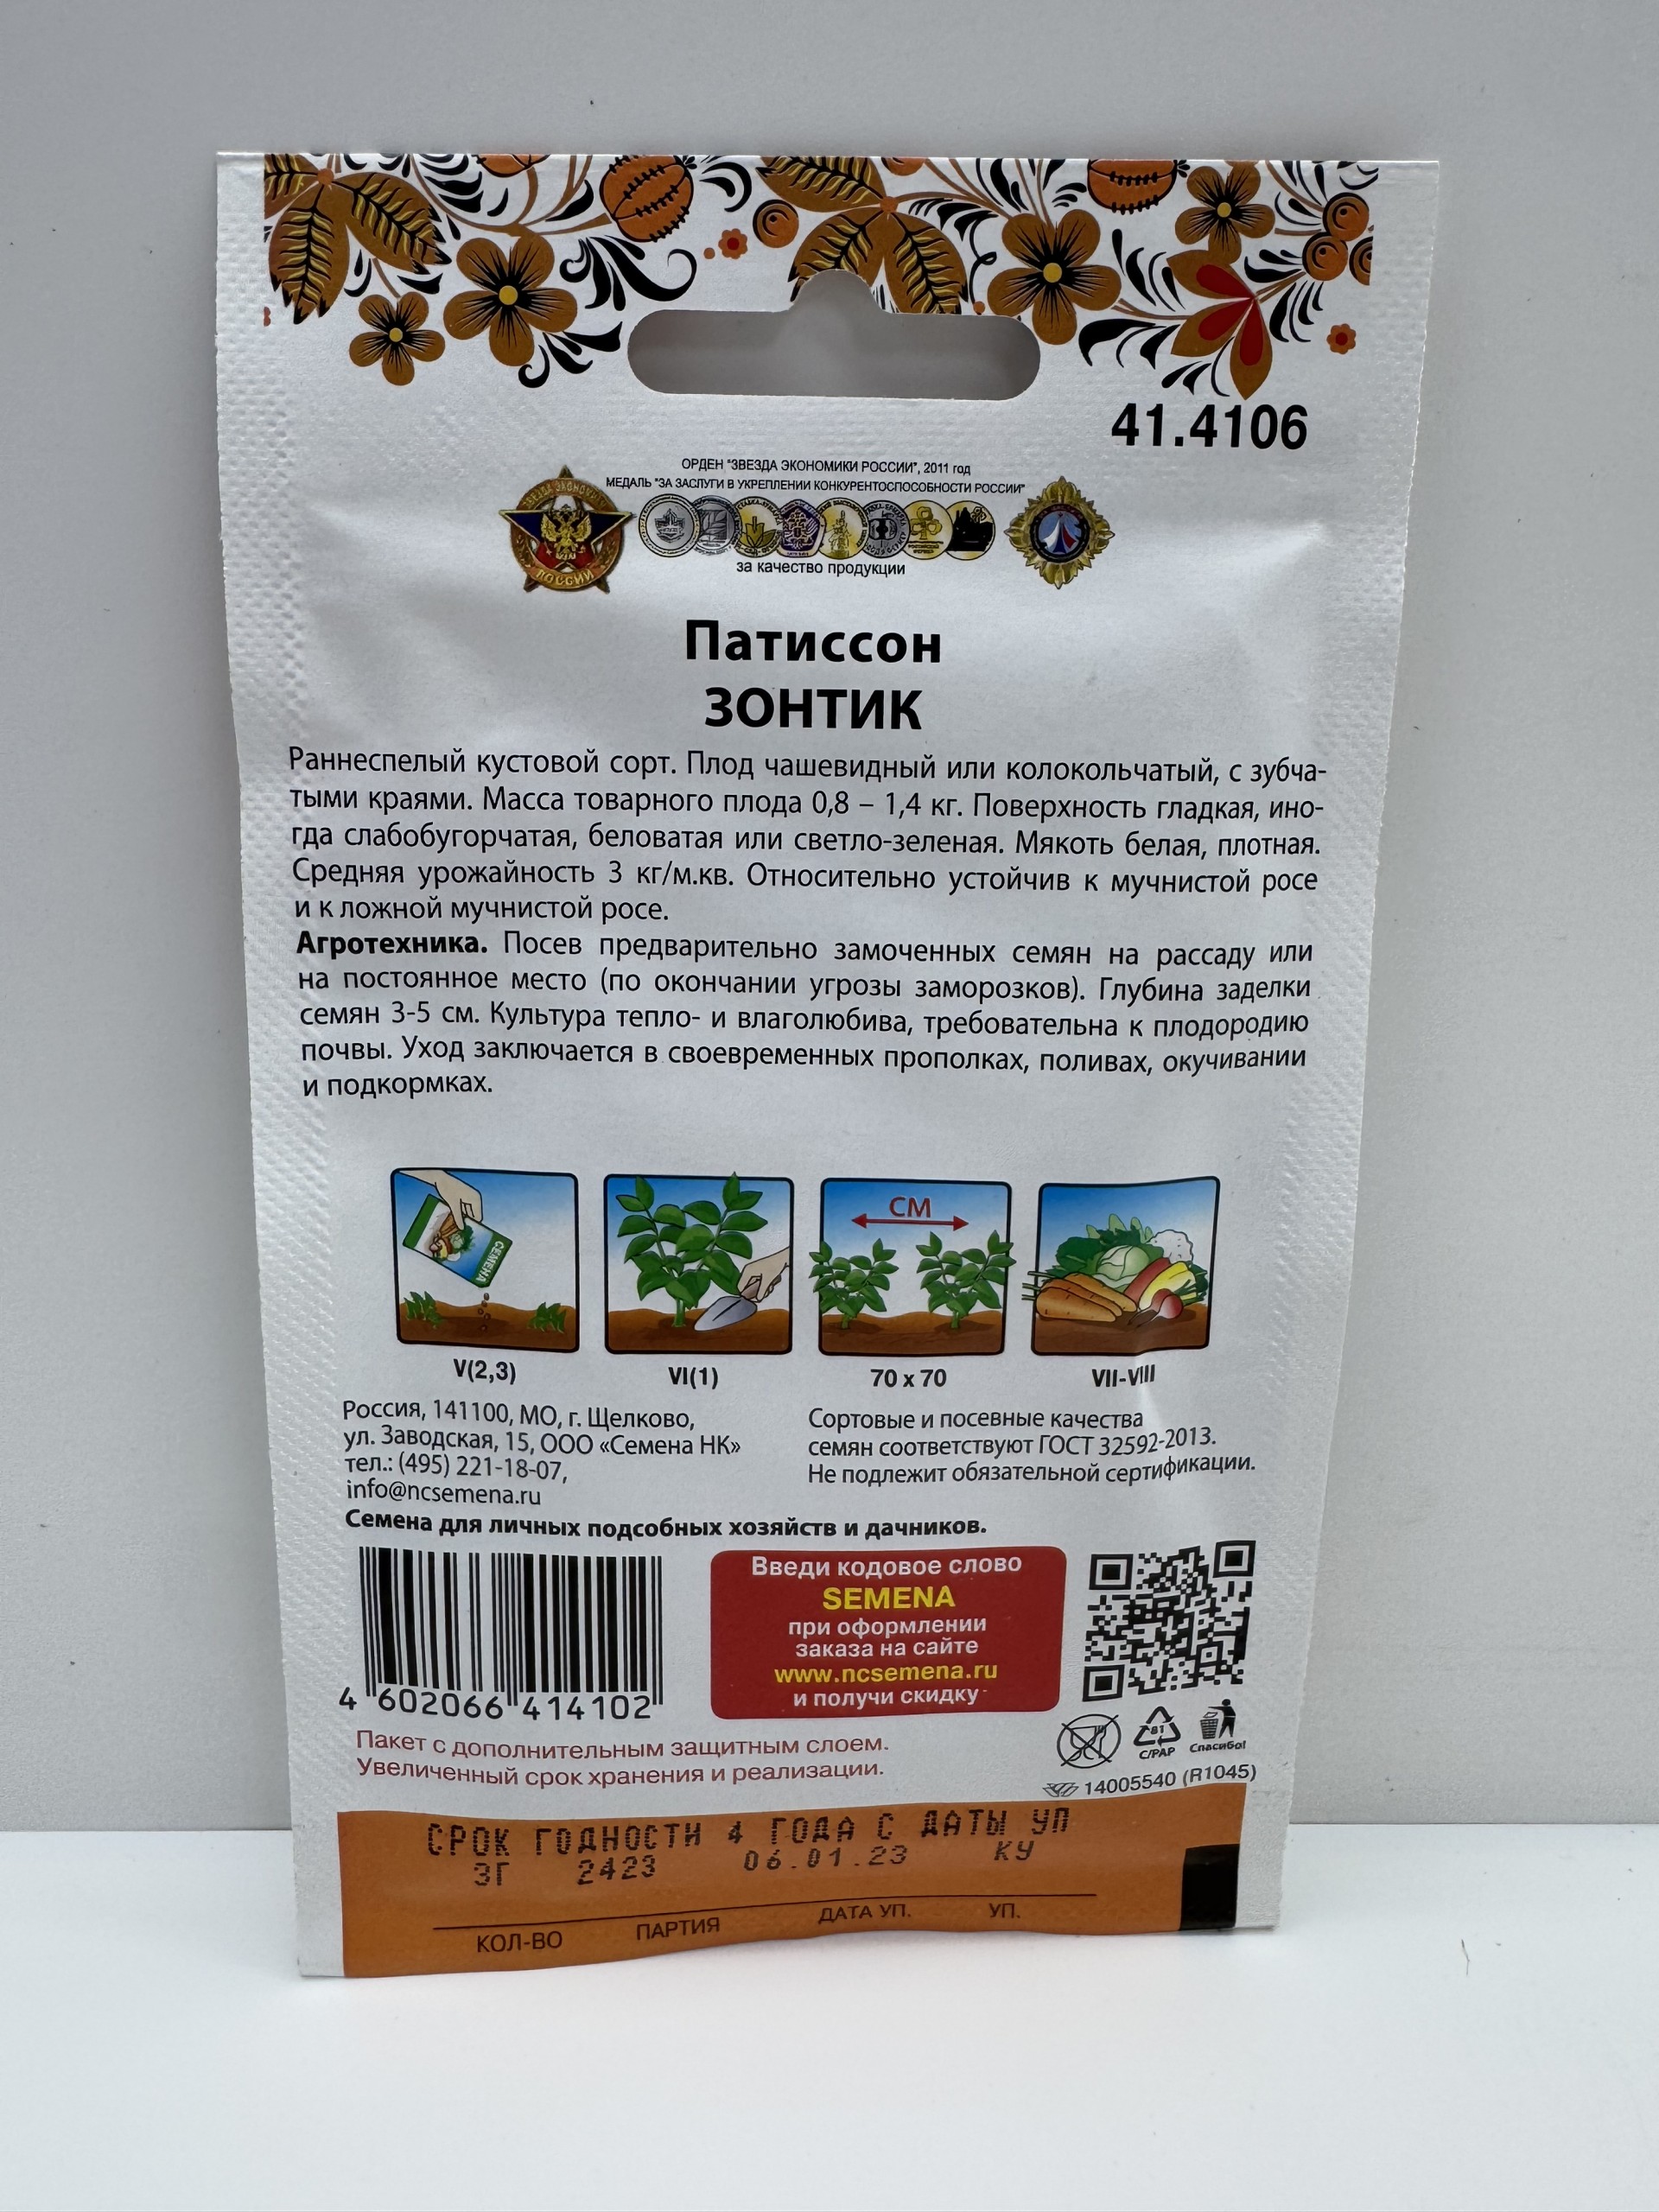 41.4106
ОРДЕН "ЗВЕЗДА ЭКОНОМИКИ РОССИИ", 2011 год
МЕДАЛЬ "ЗА ЗАСЛУГИ В УКРЕПЛЕНИИ КОНКУРЕНТОСПОСОБНОСТИ РОССИИ"
РОССИИ
за качество продукции
Патиссон
ЗОНТИК
Раннеспелый кустовой сорт. Плод чашевидный или колокольчатый, с зубча-
тыми краями. Масса товарного плода 0,8 – 1,4 кг. Поверхность гладкая, ино-
гда слабобугорчатая, беловатая или светло-зеленая. Мякоть белая, плотная.
Средняя урожайность 3 кг/м.кв. Относительно устойчив к мучнистой росе
и к ложной мучнистой росе.
Агротехника. Посев предварительно замоченных семян на рассаду или
на постоянное место (по окончании угрозы заморозков). Глубина заделки
семян 3-5 см. Культура тепло- и влаголюбива, требовательна к плодородию
почвы. Уход заключается в своевременных прополках, поливах, окучивании
и подкормках.
СЕМЕНА
СМ
V(2,3) VI(1) 70 х 70 VII-VIII
Россия, 141100, МО, г. Щелково,
ул. Заводская, 15, ООО «Семена НК»
тел.: (495) 221-18-07,
info@ncsemena.ru
Сортовые и посевные качества
семян соответствуют ГОСТ 32592-2013.
Не подлежит обязательной сертификации.
Семена для личных подсобных хозяйств и дачников.
4 602066 414102
Введи кодовое слово
SEMENA
при оформлении
заказа на сайте
www.ncsemena.ru
и получи скидку
81
C/PAP
Спасибо!
14005540 (R1045)
Пакет с дополнительным защитным слоем.
Увеличенный срок хранения и реализации.
СРОК ГОДНОСТИ 4 ГОДА С ДАТЫ УП
3Г 2423 06.01.23 КУ
КОЛ-ВО ПАРТИЯ ДАТА УП. УП.